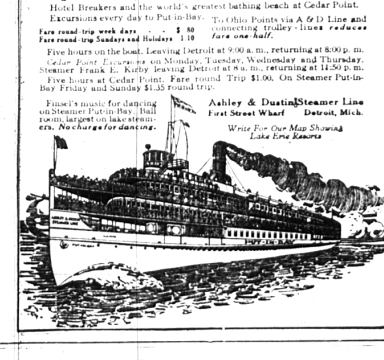 Hotel Breakers and the world's greatest bathing beach at Cedar Point.
Excursions every day to Put-in-Bay.
Fare round-trip week days . . $ 80
Fare round-trip Sundays and Holidays 1 10
To Ohio Points via A & D Line and
connecting trolley-lines reduces
fare one-half.
Five hours on the boat. Leaving Detroit at 9:00 a. m., returning at 8:00 p. m.
Cedar Point Excursions on Monday, Tuesday, Wednesday and Thursday.
Steamer Frank E. Kirby leaving Detroit at 8 a. m., returning at 11:50 p. m.
Five hours at Cedar Point. Fare round Trip $1.00. On Steamer Put-in-
Bay Friday and Sunday $1.35 round trip.
Finsel's music for dancing
on Steamer Put-in-Bay. Ball
room, largest on lake steam-
ers. No charge for dancing.
Ashley & Dustin Steamer Line
First Street Wharf Detroit, Mich.
Write For Our Map Showing
Lake Erie Resorts
ASHLEY & DUSTIN
STEAMER LINE
PUT-IN-BAY